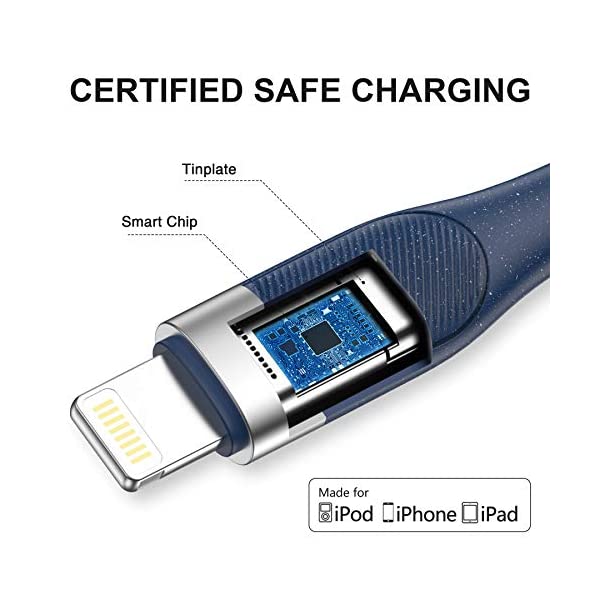 CERTIFIED SAFE CHARGING
Tinplate
Smart Chip
Made for
iPod iPhone iPad